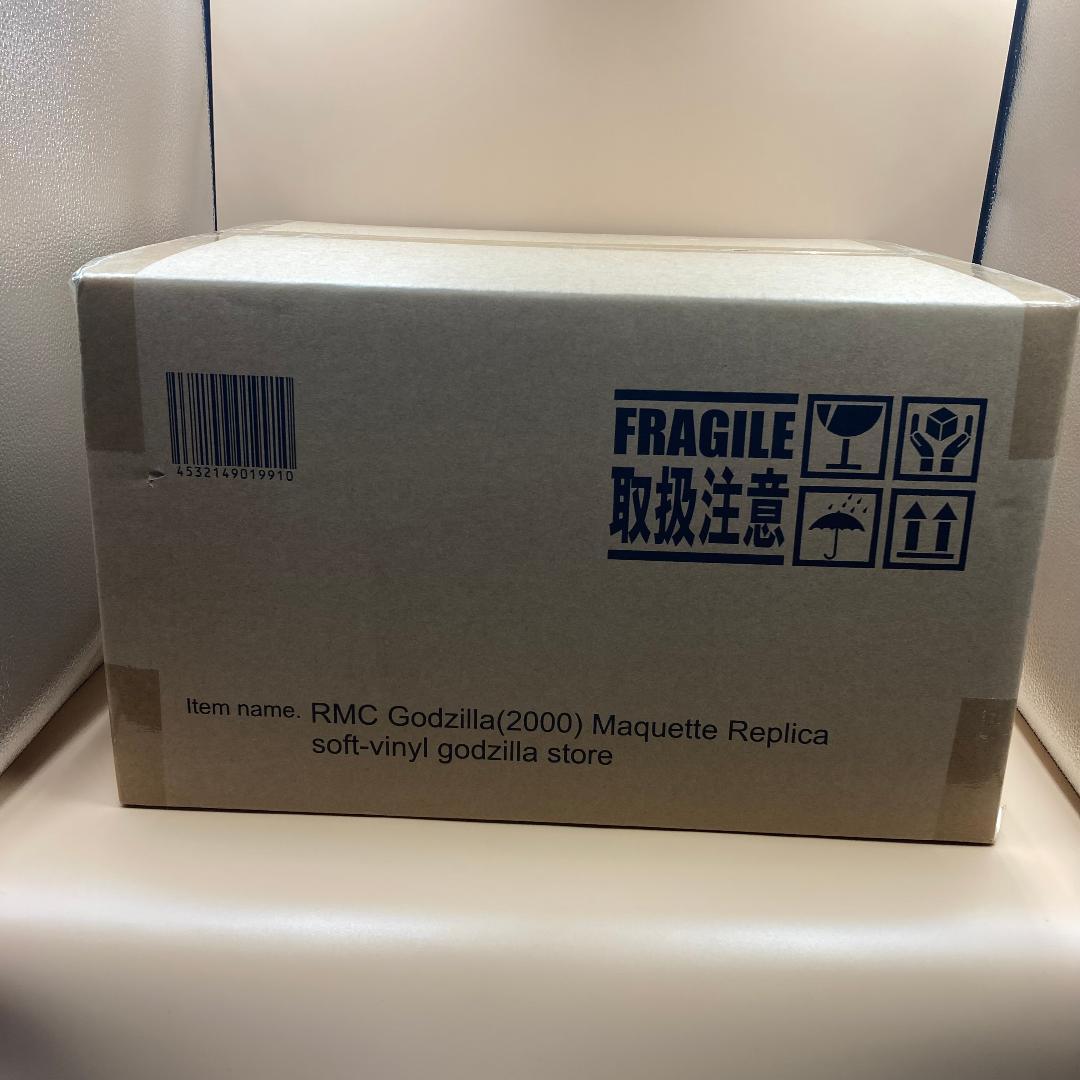 4532149019910
FRAGILE
取扱注意
Item name. RMC Godzilla(2000) Maquette Replica
soft-vinyl godzilla store